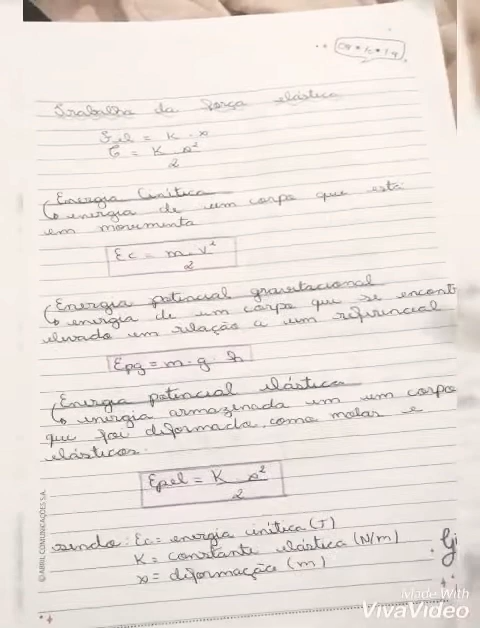 Trabalho da força elástica
Fel = K . x
τ = K x²
2
Energia Cinética
↳ energia de um corpo que está
em movimento
Ec = m . v²
2
Energia potencial gravitacional
↳ energia de um corpo que se encont
elevado em relação a um referencial
Epg = m . g . h
Energia potencial elástica
↳ energia armazenada em um corpo
que foi deformado, como molas e
elásticos.
Epel = K x²
2
sendo: Ec = energia cinética (J)
K = constante elástica (N/m)
x = deformação (m)
© ABRIL COMUNICAÇÕES S.A.
Made With
VivaVideo